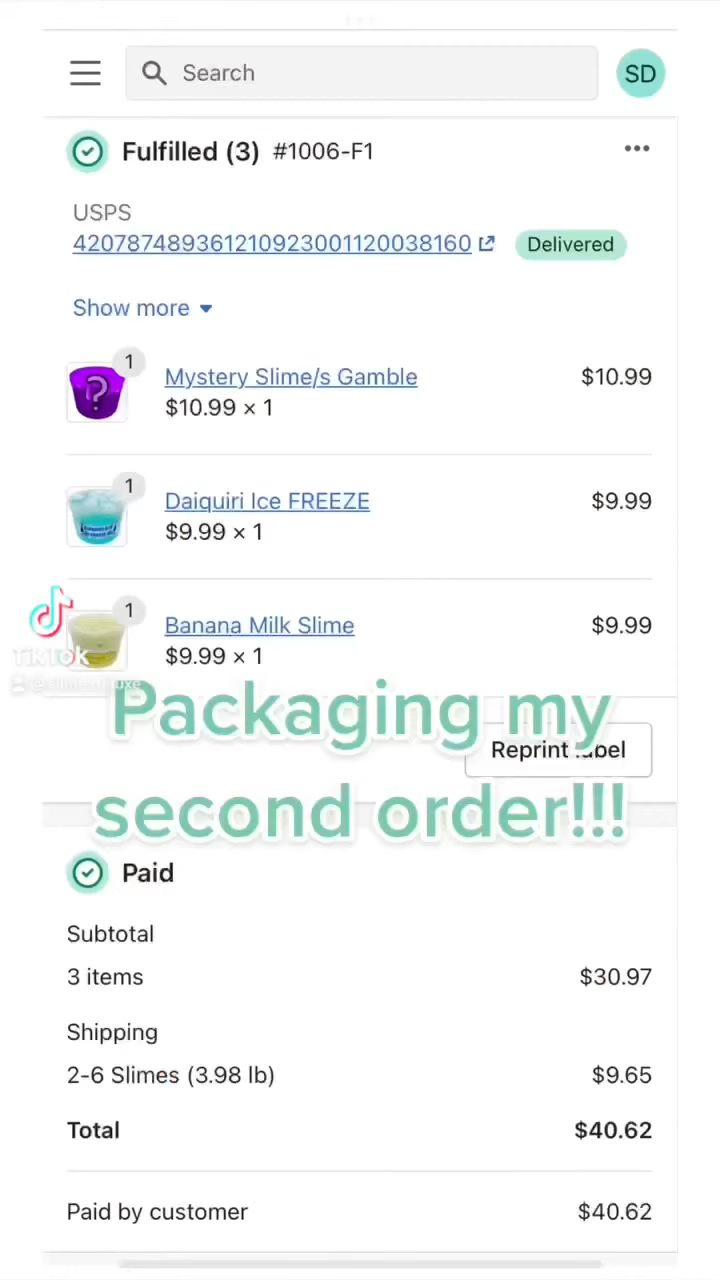 Search
SD
Fulfilled (3) #1006-F1
USPS
420787489361210923001120038160
Delivered
Show more
1
Mystery Slime/s Gamble
$10.99
$10.99 × 1
?
1
Daiquiri Ice FREEZE
$9.99
$9.99 × 1
1
Banana Milk Slime
$9.99
$9.99 × 1
TikTok
Packaging my
Reprint label
second order!!!
Paid
Subtotal
3 items
$30.97
Shipping
2-6 Slimes (3.98 lb)
$9.65
Total
$40.62
Paid by customer
$40.62